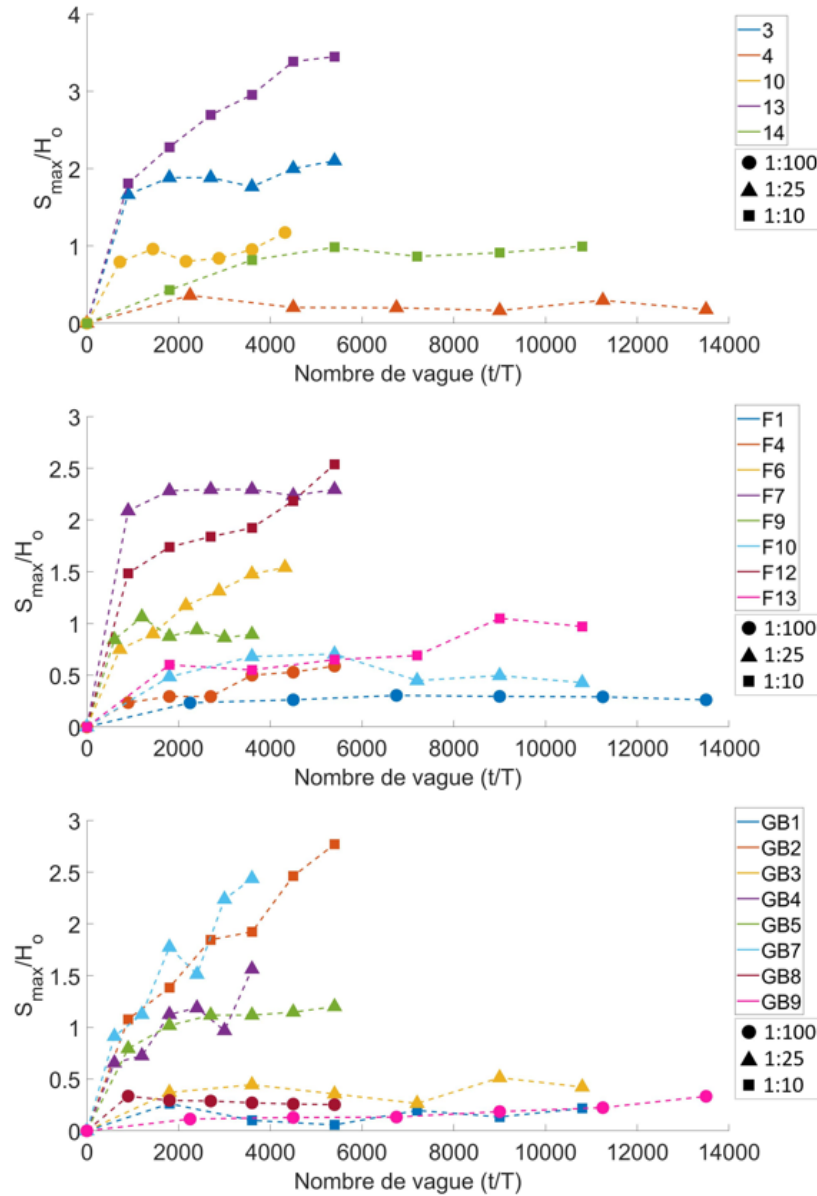 4
3
2
1
0
S_max/H_o
0 2000 4000 6000 8000 10000 12000 14000
Nombre de vague (t/T)
3
4
10
13
14
1:100
1:25
1:10
3
2.5
2
1.5
1
0.5
0
S_max/H_o
0 2000 4000 6000 8000 10000 12000 14000
Nombre de vague (t/T)
F1
F4
F6
F7
F9
F10
F12
F13
1:100
1:25
1:10
3
2.5
2
1.5
1
0.5
0
S_max/H_o
0 2000 4000 6000 8000 10000 12000 14000
Nombre de vague (t/T)
GB1
GB2
GB3
GB4
GB5
GB7
GB8
GB9
1:100
1:25
1:10